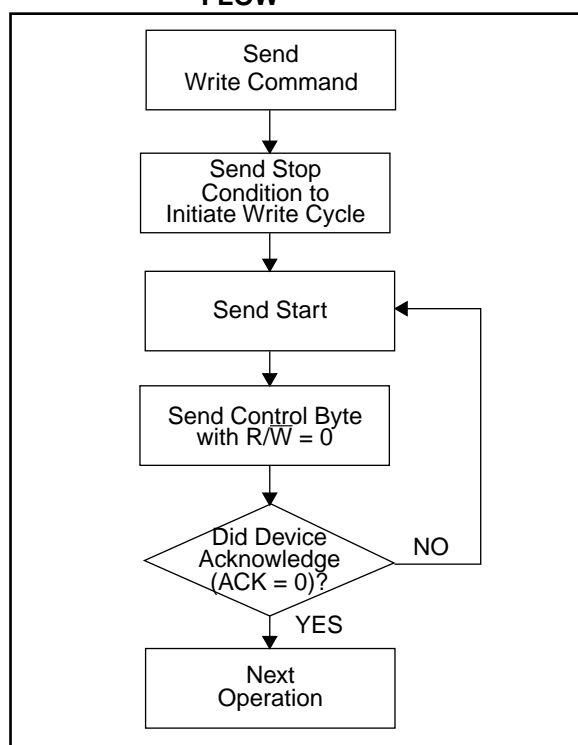 Send
Write Command
Send Stop
Condition to
Initiate Write Cycle
Send Start
Send Control Byte
with R/W̅ = 0
Did Device
Acknowledge
(ACK = 0)?
NO
YES
Next
Operation